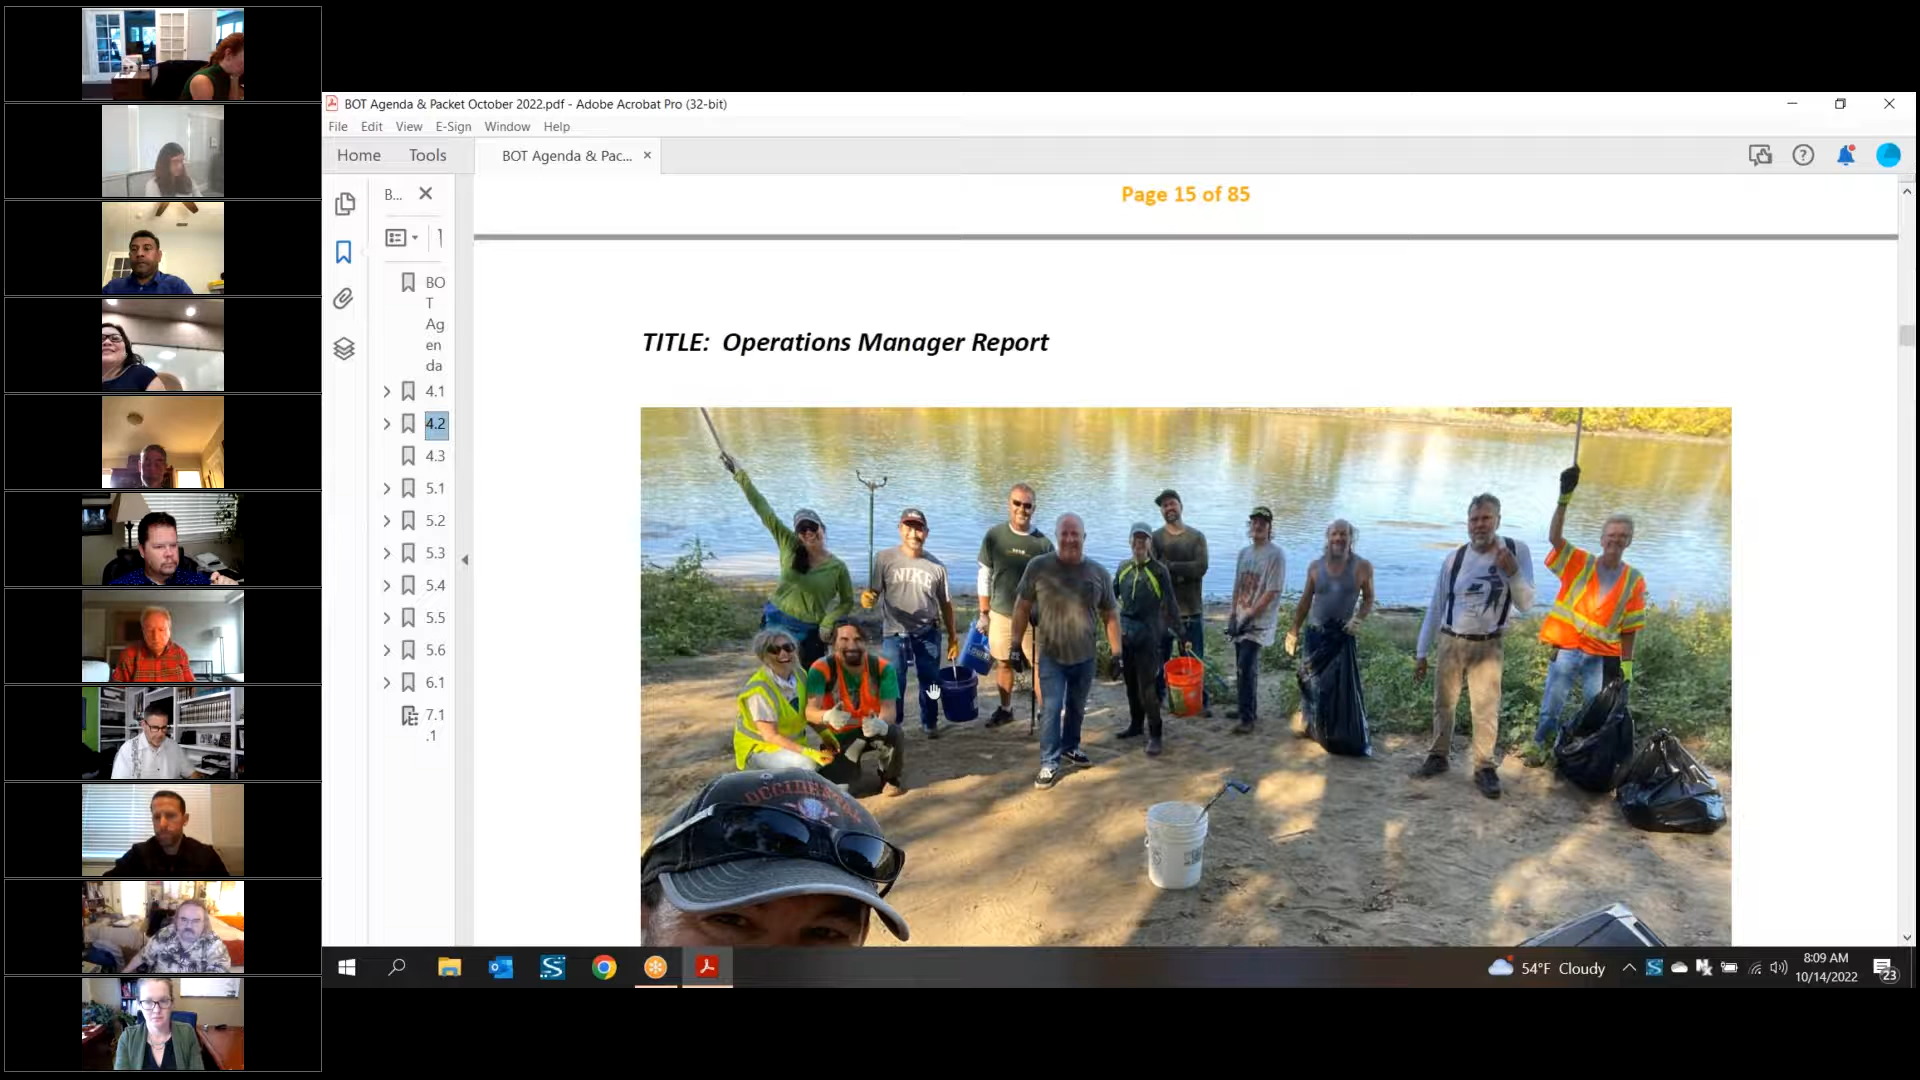 BOT Agenda & Packet October 2022.pdf - Adobe Acrobat Pro (32-bit)
File Edit View E-Sign Window Help
Home Tools BOT Agenda & Pac...
B...
Page 15 of 85
BO
T
Ag
en
da
4.1
4.2
4.3
5.1
5.2
5.3
5.4
5.5
5.6
6.1
7.1
.1
TITLE: Operations Manager Report
NIKE
OCCIDENTAL
54°F Cloudy
8:09 AM
10/14/2022
23